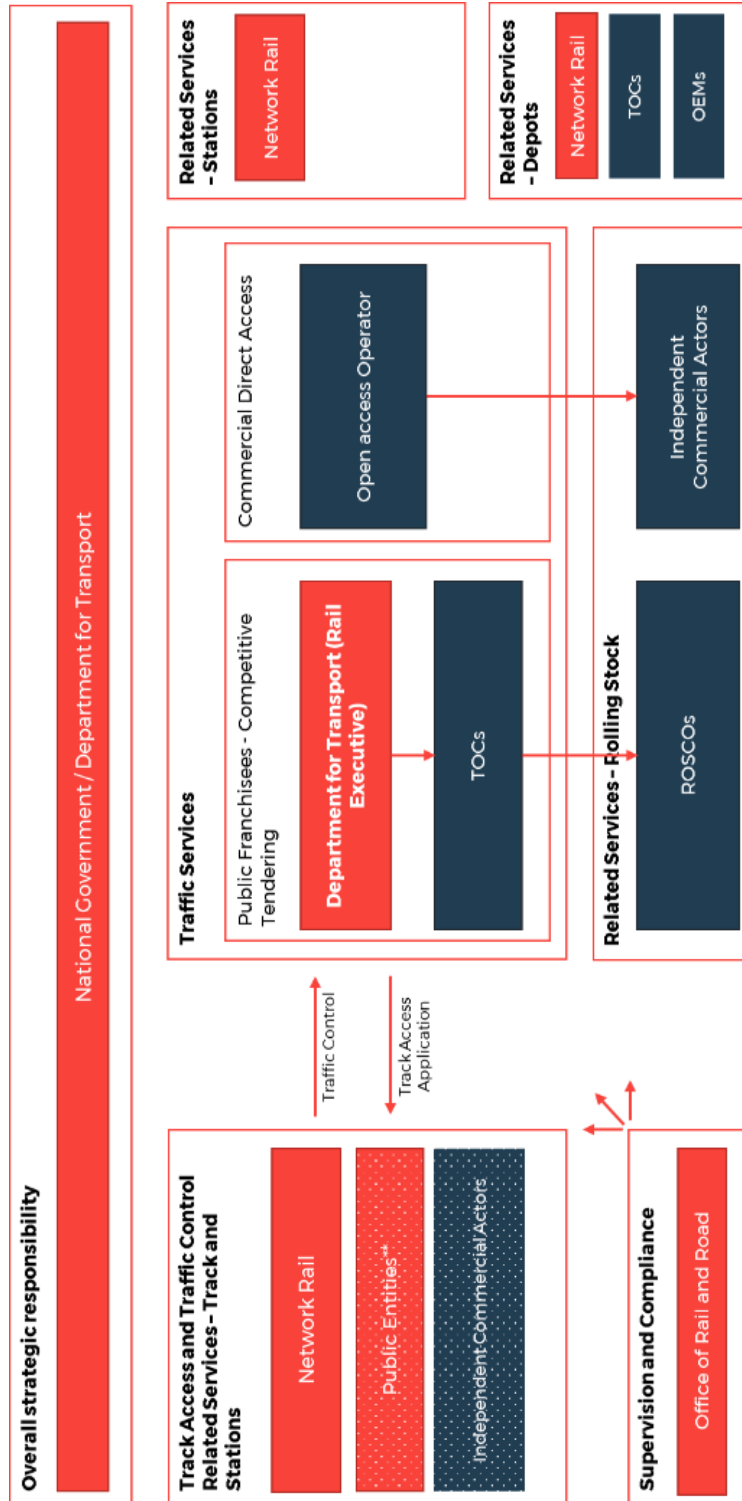 Overall strategic responsibility
National Government / Department for Transport
Track Access and Traffic Control
Related Services – Track and
Stations
Network Rail
Public Entities**
Independent Commercial Actors
Traffic Control
Track Access
Application
Supervision and Compliance
Office of Rail and Road
Traffic Services
Public Franchisees - Competitive
Tendering
Department for Transport (Rail
Executive)
TOCs
Commercial Direct Access
Open access Operator
Related Services – Rolling Stock
ROSCOs
Independent
Commercial Actors
Related Services
– Stations
Network Rail
Related Services
– Depots
Network Rail
TOCs
OEMs